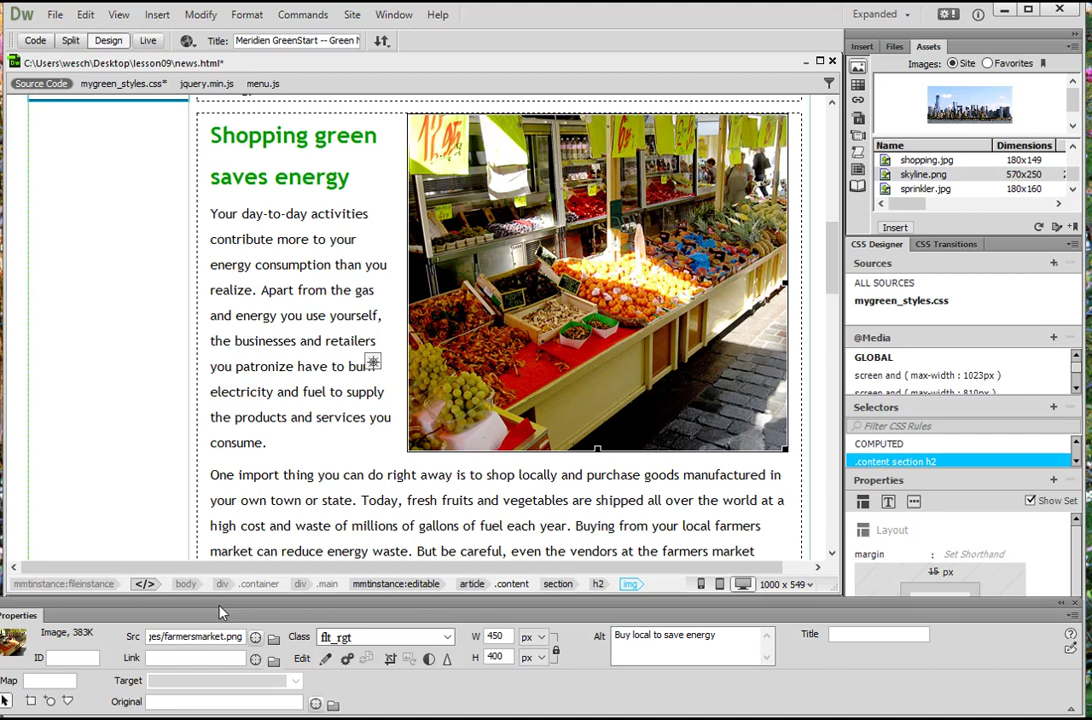 Dw File Edit View Insert Modify Format Commands Site Window Help Expanded
Code Split Design Live Title: Meridien GreenStart -- Green N
C:\Users\wesch\Desktop\lesson09\news.html*
Source Code mygreen_styles.css* jquery.min.js menu.js
Shopping green
saves energy
Your day-to-day activities
contribute more to your
energy consumption than you
realize. Apart from the gas
and energy you use yourself,
the businesses and retailers
you patronize have to bu
electricity and fuel to supply
the products and services you
consume.
One import thing you can do right away is to shop locally and purchase goods manufactured in
your own town or state. Today, fresh fruits and vegetables are shipped all over the world at a
high cost and waste of millions of gallons of fuel each year. Buying from your local farmers
market can reduce energy waste. But be careful, even the vendors at the farmers market
mmtinstance:fileinstance </> body div .container div .main mmtinstance:editable article .content section h2 img 1000 x 549
Insert Files Assets
Images: Site Favorites
Name Dimensions
shopping.jpg 180x149
skyline.png 570x250
sprinkler.jpg 180x160
Insert
CSS Designer CSS Transitions
Sources
ALL SOURCES
mygreen_styles.css
@Media
GLOBAL
screen and ( max-width : 1023px )
screen and ( max-width : 810px )
Selectors
Filter CSS Rules
COMPUTED
.content section h2
Properties
Show Set
Layout
margin : Set Shorthand
15 px
Properties
Image, 383K Src ges/farmersmarket.png Class flt_rgt W 450 px Alt Buy local to save energy Title
ID Link Edit H 400 px
Map Target
Original